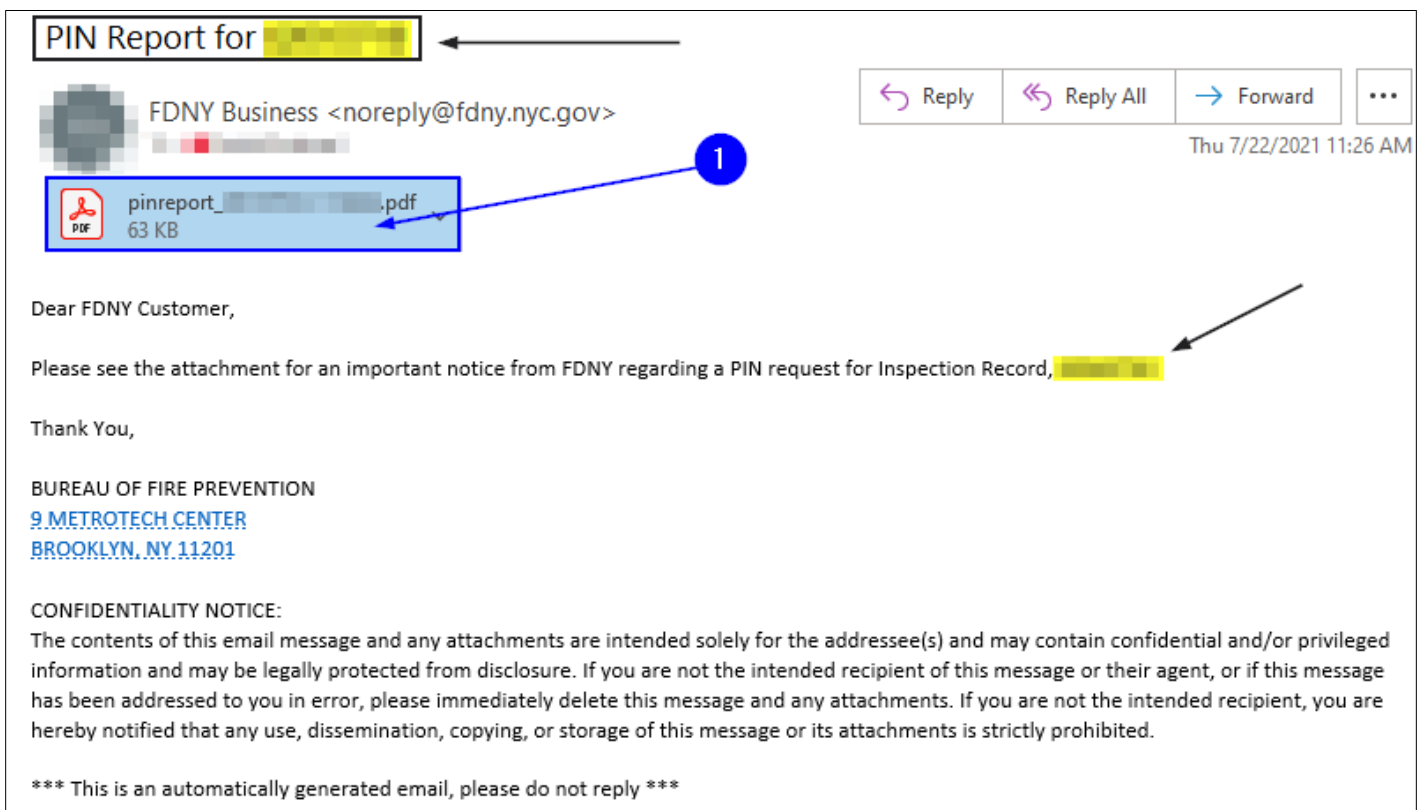 PIN Report for
Reply
Reply All
Forward
FDNY Business <noreply@fdny.nyc.gov>
Thu 7/22/2021 11:26 AM
1
pinreport_ .pdf
PDF
63 KB
Dear FDNY Customer,
Please see the attachment for an important notice from FDNY regarding a PIN request for Inspection Record,
Thank You,
BUREAU OF FIRE PREVENTION
9 METROTECH CENTER
BROOKLYN, NY 11201
CONFIDENTIALITY NOTICE:
The contents of this email message and any attachments are intended solely for the addressee(s) and may contain confidential and/or privileged
information and may be legally protected from disclosure. If you are not the intended recipient of this message or their agent, or if this message
has been addressed to you in error, please immediately delete this message and any attachments. If you are not the intended recipient, you are
hereby notified that any use, dissemination, copying, or storage of this message or its attachments is strictly prohibited.
*** This is an automatically generated email, please do not reply ***